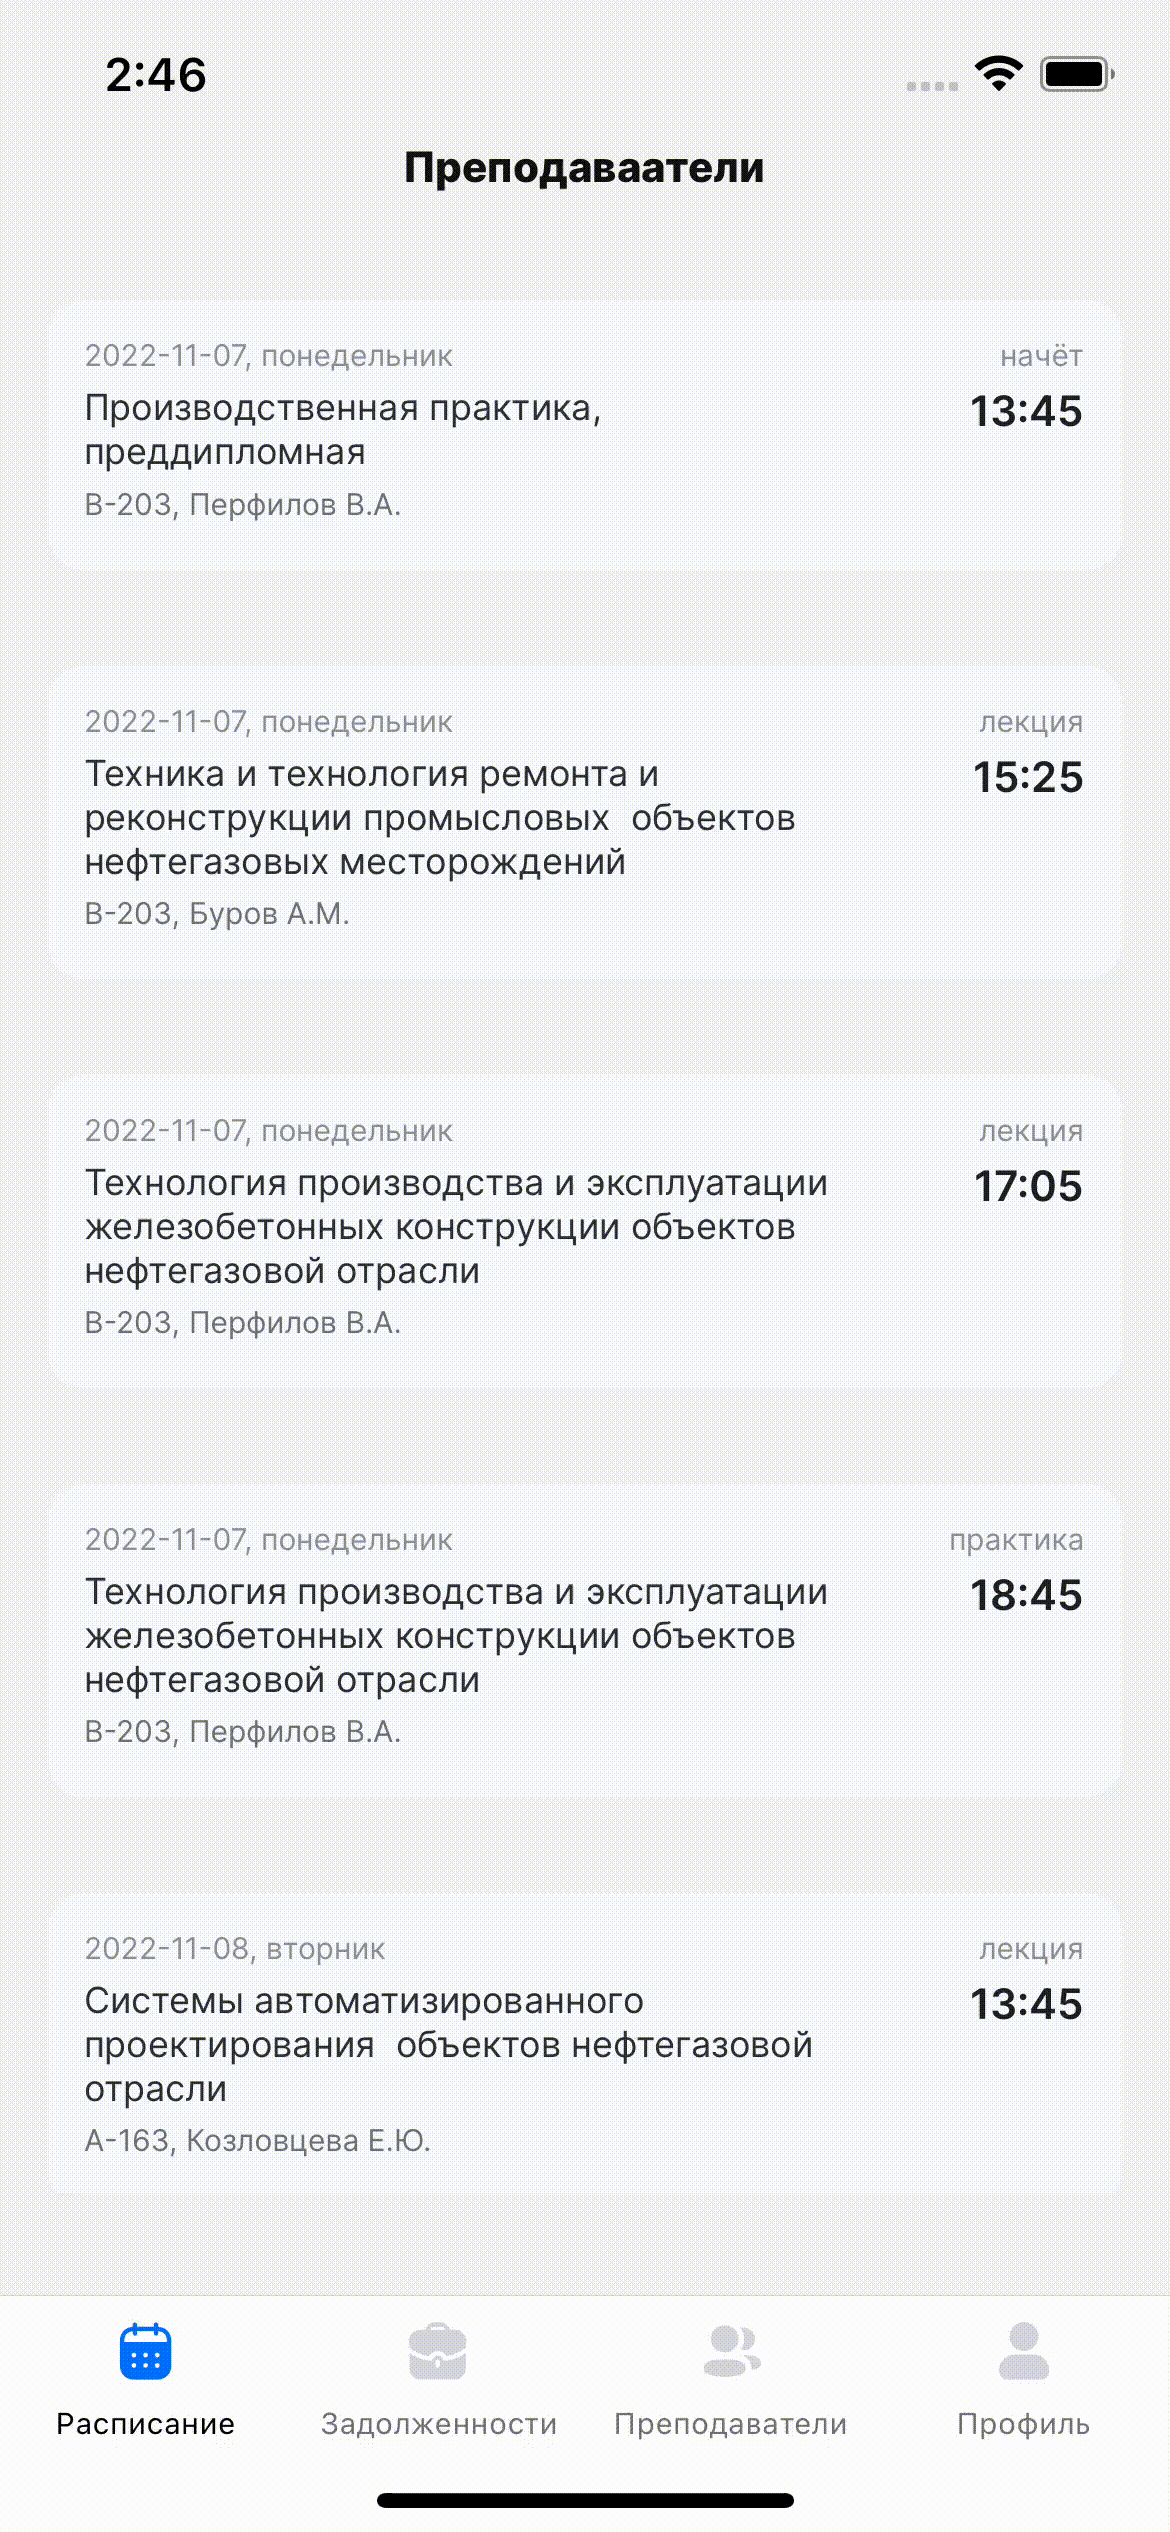 2:46
Преподавaатели
2022-11-07, понедельник
начёт
Производственная практика,
13:45
преддипломная
В-203, Перфилов В.А.
2022-11-07, понедельник
лекция
Техника и технология ремонта и
15:25
реконструкции промысловых  объектов
нефтегазовых месторождений
В-203, Буров А.М.
2022-11-07, понедельник
лекция
Технология производства и эксплуатации
17:05
железобетонных конструкции объектов
нефтегазовой отрасли
В-203, Перфилов В.А.
2022-11-07, понедельник
практика
Технология производства и эксплуатации
18:45
железобетонных конструкции объектов
нефтегазовой отрасли
В-203, Перфилов В.А.
2022-11-08, вторник
лекция
Системы автоматизированного
13:45
проектирования  объектов нефтегазовой
отрасли
А-163, Козловцева Е.Ю.
Расписание
Задолженности
Преподаватели
Профиль